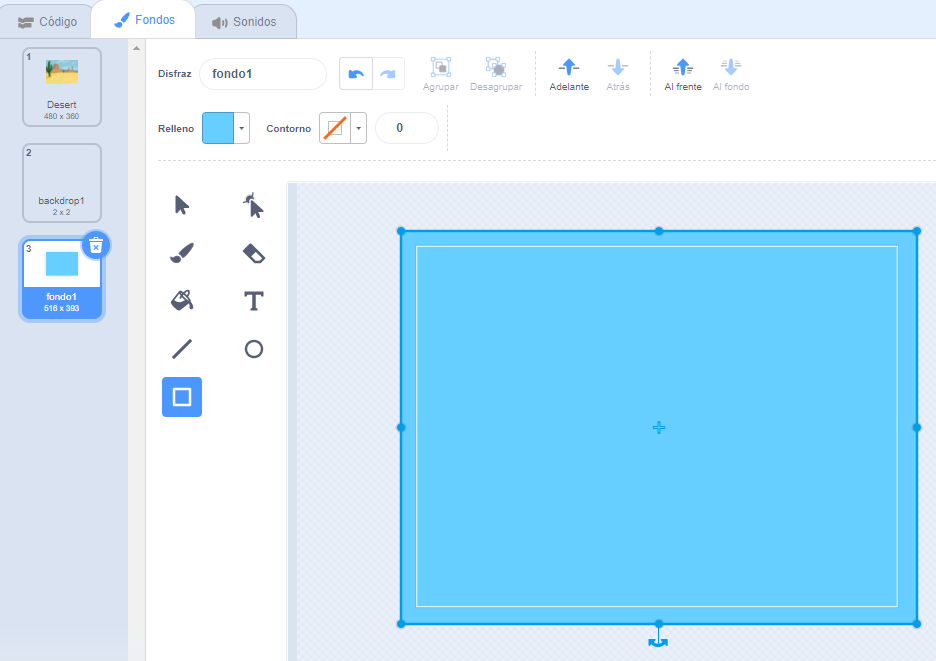 Código
Fondos
Sonidos
1
Desert
480 x 360
2
backdrop1
2 x 2
3
fondo1
516 x 393
Disfraz
fondo1
Agrupar
Desagrupar
Adelante
Atrás
Al frente
Al fondo
Relleno
Contorno
0
T